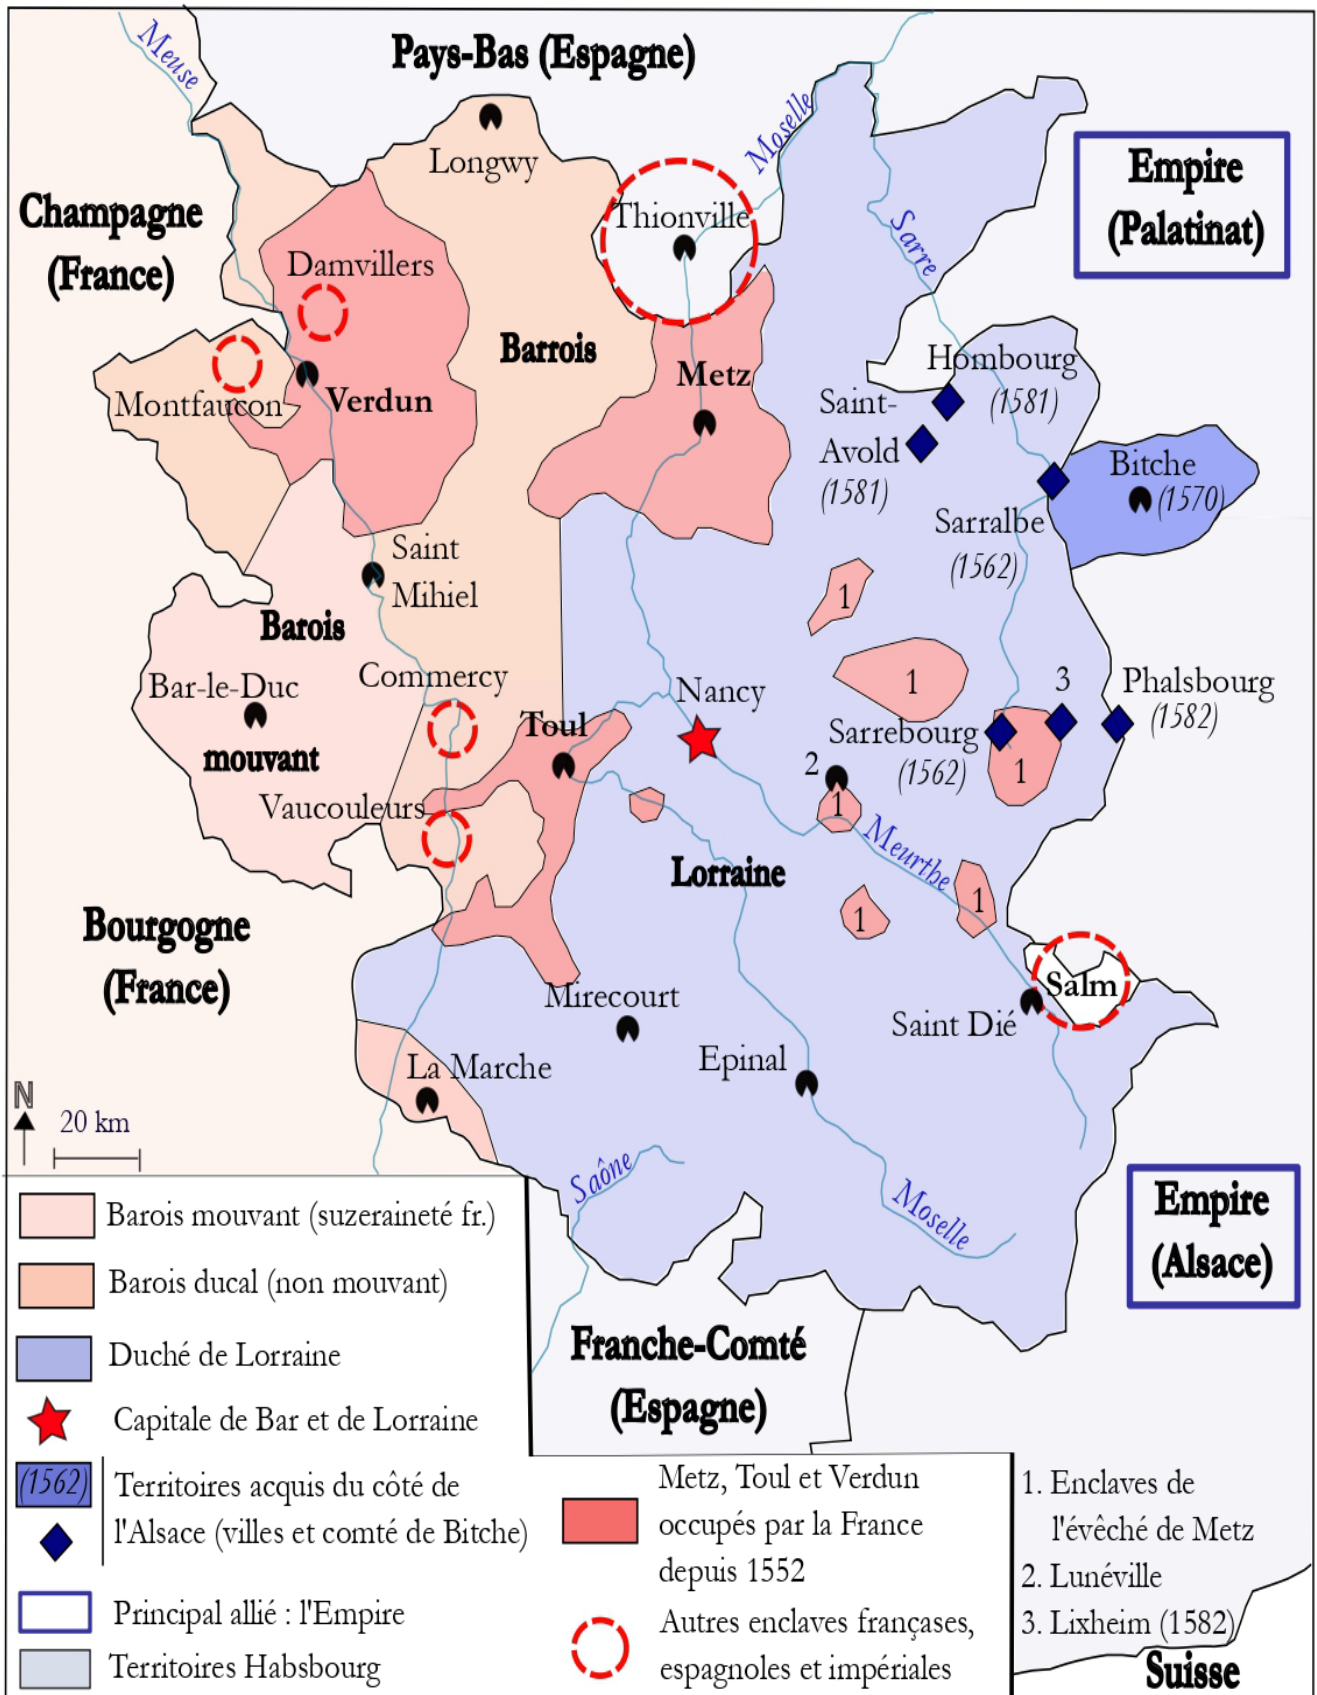 Meuse
Pays-Bas (Espagne)
Longwy
Moselle
Thionville
Empire
(Palatinat)
Champagne
(France)
Sarre
Damvillers
Barrois
Metz
Hombourg
(1581)
Saint-
Avold
(1581)
Montfaucon
Verdun
Bitche
(1570)
Sarralbe
(1562)
Saint
Mihiel
1
Barois
Commercy
Bar-le-Duc
Nancy
1
3
Phalsbourg
(1582)
Toul
Sarrebourg
(1562)
mouvant
2
1
Vaucouleurs
1
Meurthe
Lorraine
1
1
Bourgogne
(France)
Salm
Mirecourt
Saint Dié
La Marche
Epinal
N
20 km
Saône
Moselle
Empire
(Alsace)
Franche-Comté
(Espagne)
Barois mouvant (suzeraineté fr.)
Barois ducal (non mouvant)
Duché de Lorraine
Capitale de Bar et de Lorraine
(1562)
Territoires acquis du côté de
l'Alsace (villes et comté de Bitche)
Principal allié : l'Empire
Territoires Habsbourg
Metz, Toul et Verdun
occupés par la France
depuis 1552
Autres enclaves françases,
espagnoles et impériales
1. Enclaves de
l'évêché de Metz
2. Lunéville
3. Lixheim (1582)
Suisse